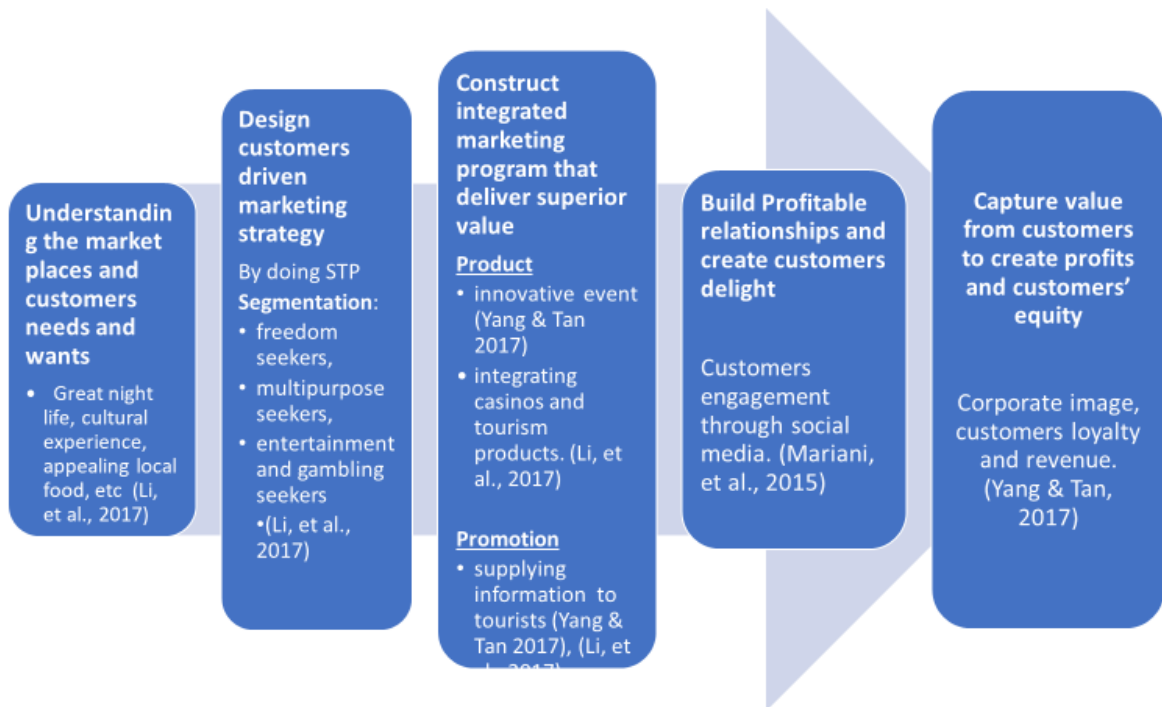 Understandin
g the market
places and
customers
needs and
wants
• Great night
life, cultural
experience,
appealing local
food, etc (Li,
et al., 2017)
Design
customers
driven
marketing
strategy
By doing STP
Segmentation:
• freedom
seekers,
• multipurpose
seekers,
• entertainment
and gambling
seekers
•(Li, et al.,
2017)
Construct
integrated
marketing
program that
deliver superior
value
Product
• innovative event
(Yang & Tan
2017)
• integrating
casinos and
tourism
products. (Li, et
al., 2017)
Promotion
• supplying
information to
tourists (Yang &
Tan 2017), (Li, et
al., 2017)
Build Profitable
relationships and
create customers
delight
Customers
engagement
through social
media. (Mariani,
et al., 2015)
Capture value
from customers
to create profits
and customers'
equity
Corporate image,
customers loyalty
and revenue.
(Yang & Tan,
2017)